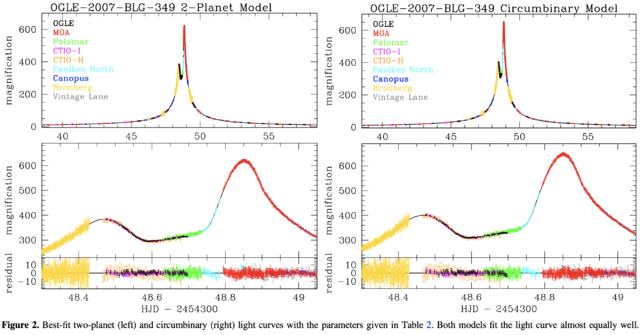 OGLE-2007-BLG-349 2-Planet Model
magnification
600
400
200
0
OGLE
MOA
Palomar
CTIO-I
CTIO-H
Faulkes North
Canopus
Bronberg
Vintage Lane
40
45
50
55
magnification
600
500
400
300
residual
10
0
-10
48.4
48.6
48.8
49
HJD - 2454300
OGLE-2007-BLG-349 Circumbinary Model
magnification
600
400
200
0
OGLE
MOA
Palomar
CTIO-I
CTIO-H
Faulkes North
Canopus
Bronberg
Vintage Lane
40
45
50
55
magnification
600
500
400
300
residual
10
0
-10
48.4
48.6
48.8
49
HJD - 2454300
Figure 2. Best-fit two-planet (left) and circumbinary (right) light curves with the parameters given in Table 2. Both models fit the light curve almost equally well.